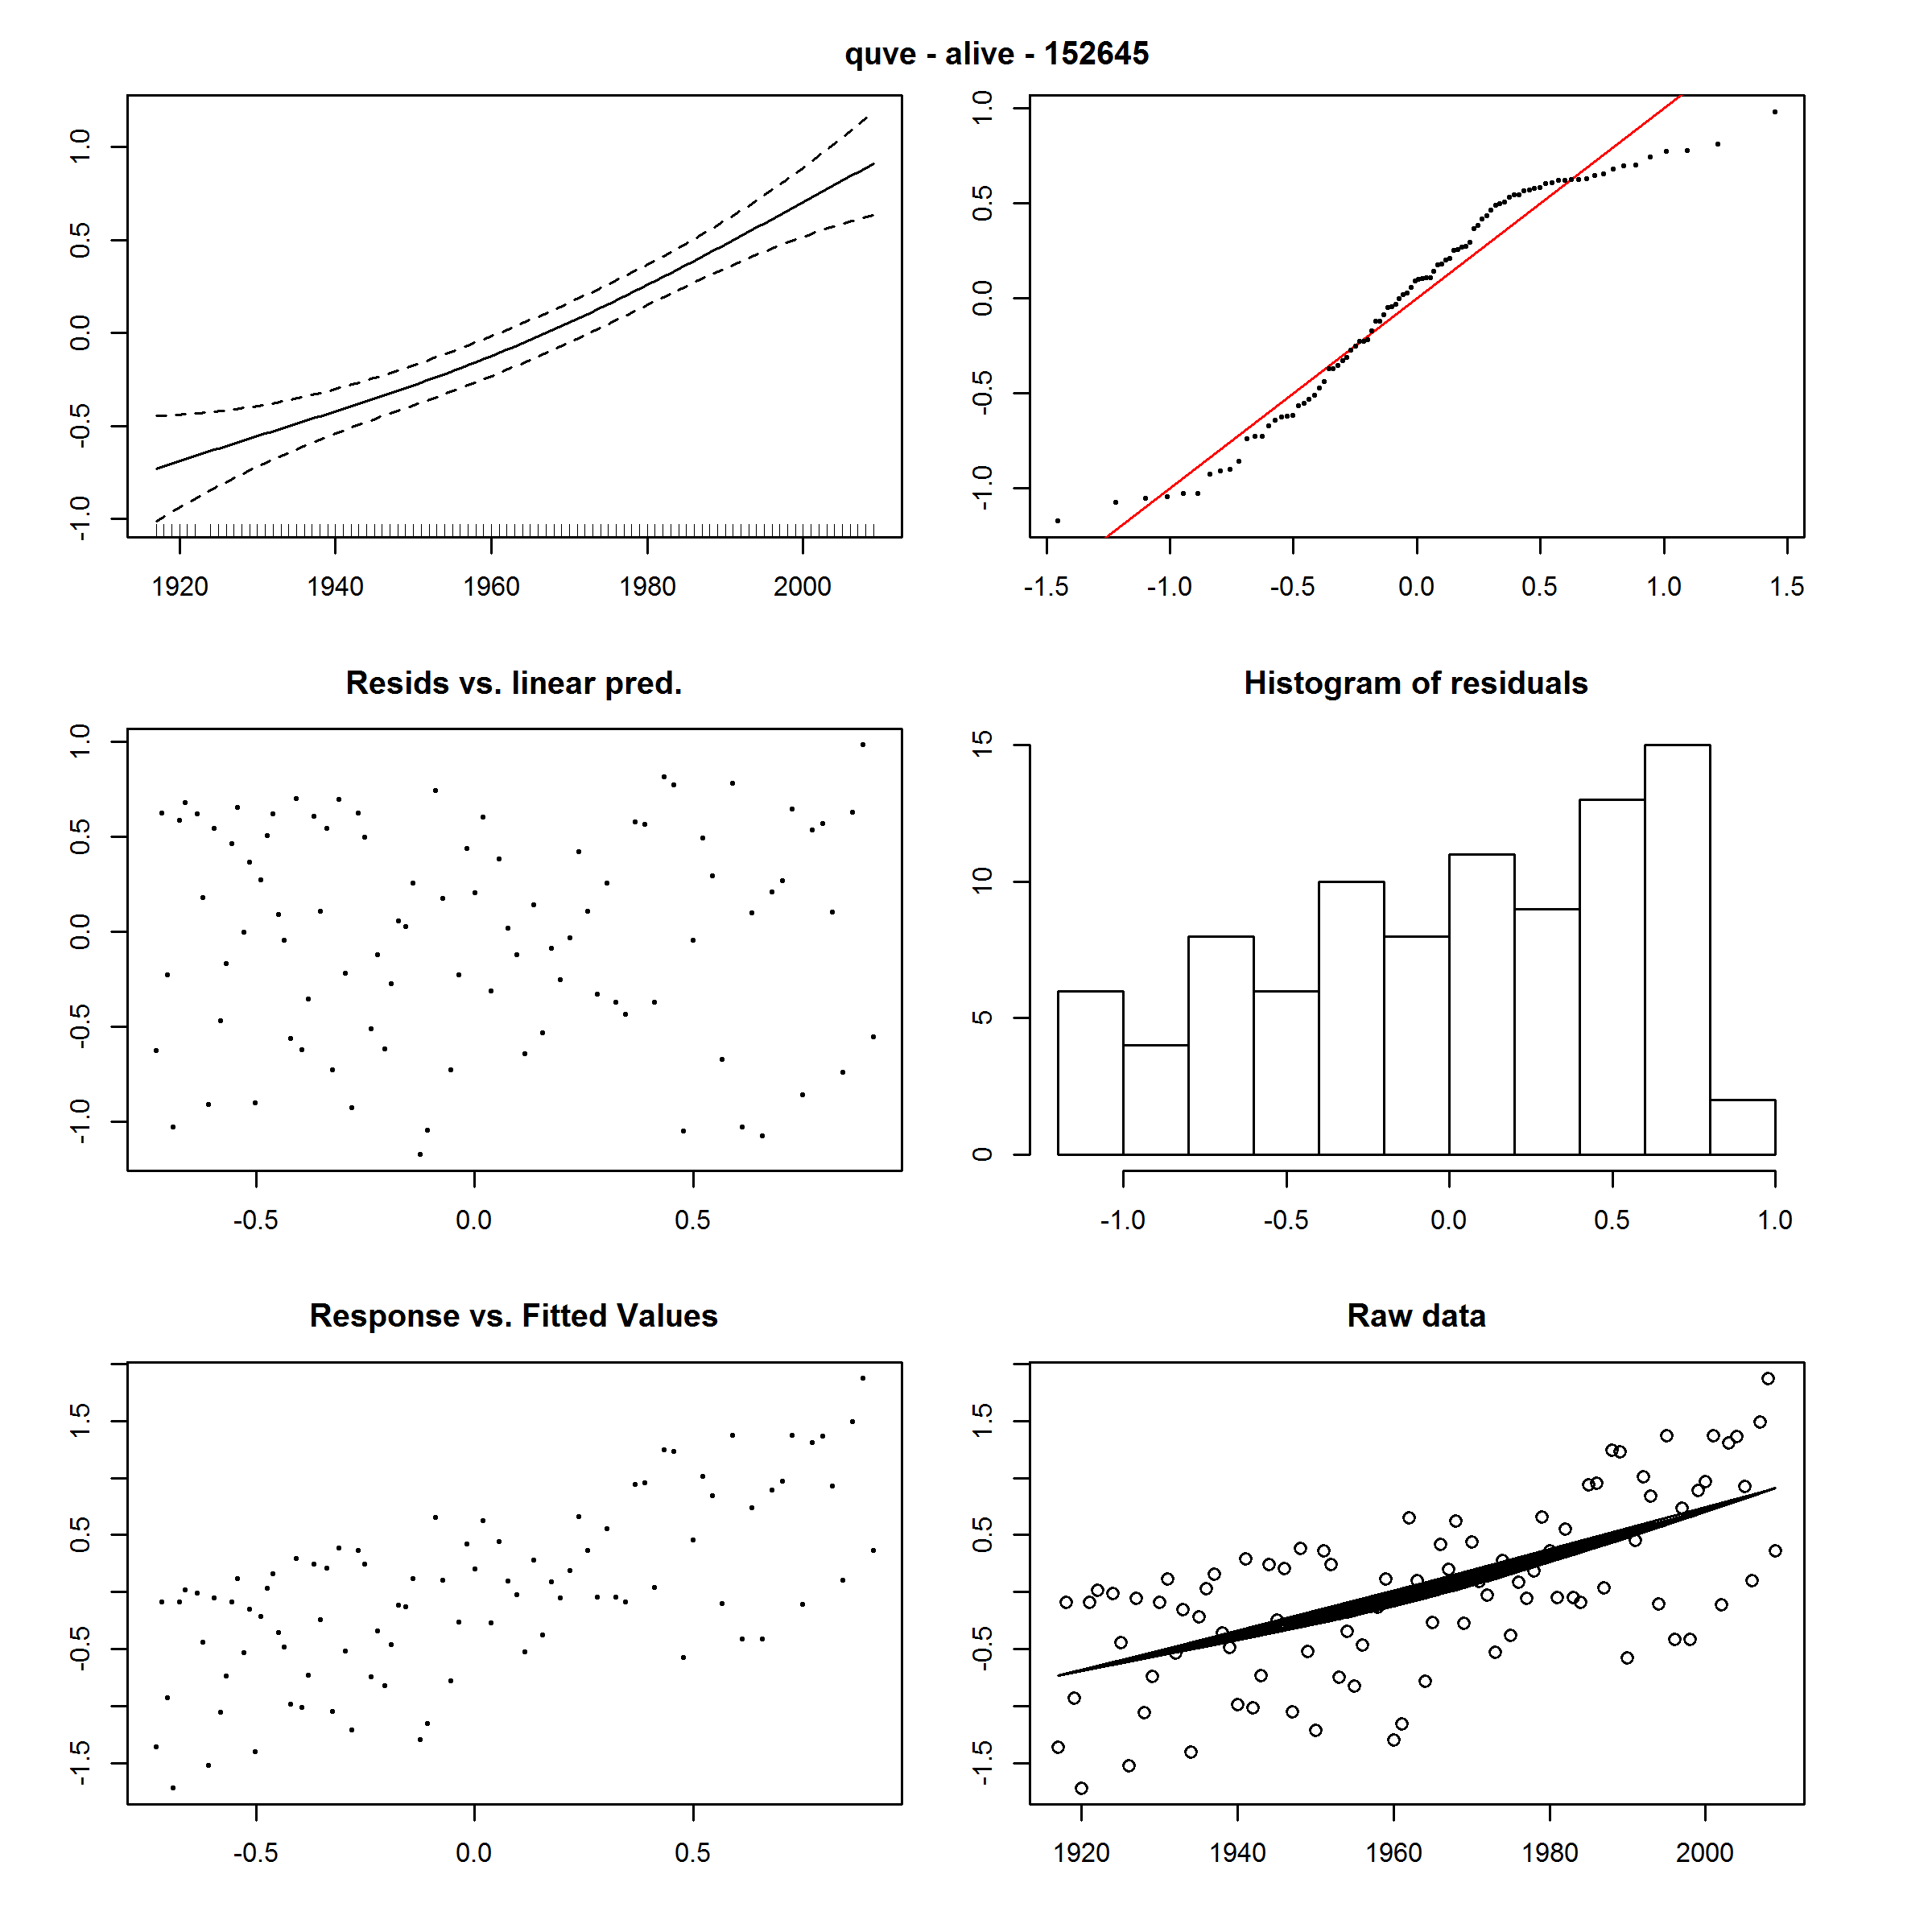 quve - alive - 152645
-1.0 -0.5 0.0 0.5 1.0
1920 1940 1960 1980 2000
-1.0 -0.5 0.0 0.5 1.0
-1.5 -1.0 -0.5 0.0 0.5 1.0 1.5
Resids vs. linear pred.
-1.0 -0.5 0.0 0.5 1.0
-0.5 0.0 0.5
Histogram of residuals
0 5 10 15
-1.0 -0.5 0.0 0.5 1.0
Response vs. Fitted Values
-1.5 -0.5 0.5 1.5
-0.5 0.0 0.5
Raw data
-1.5 -0.5 0.5 1.5
1920 1940 1960 1980 2000